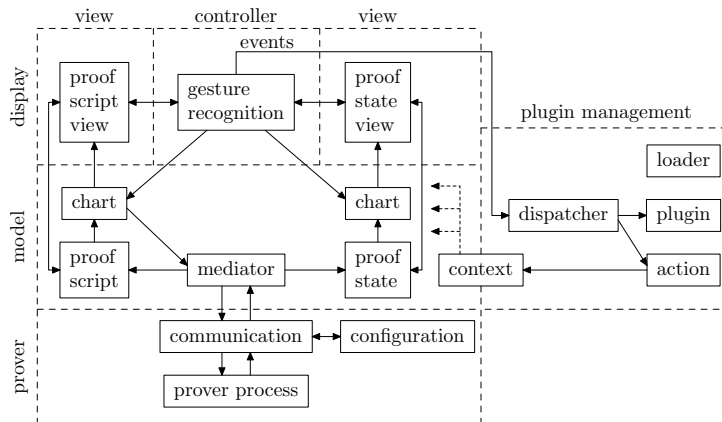 view
controller
view
events
display
proof
script
view
gesture
recognition
proof
state
view
plugin management
loader
model
chart
chart
dispatcher
plugin
proof
script
mediator
proof
state
context
action
prover
communication
configuration
prover process